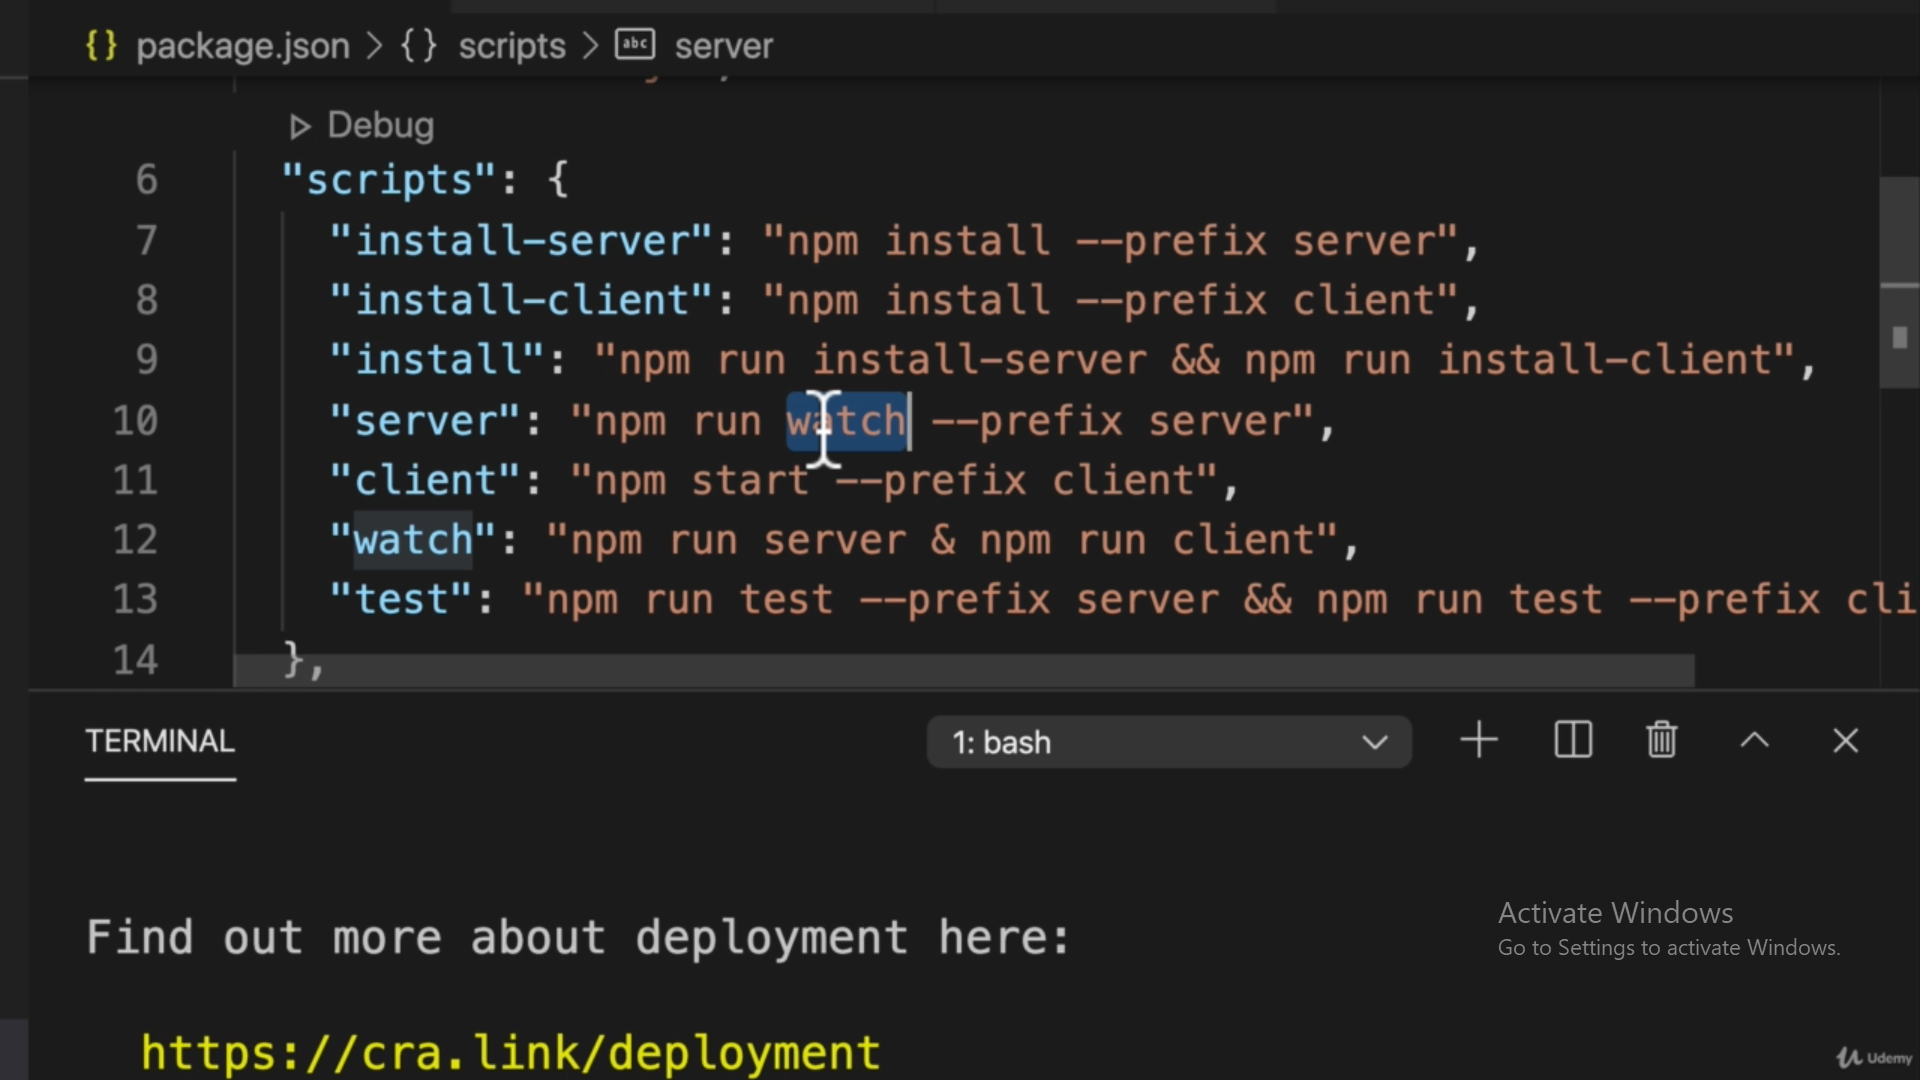 {} package.json > {} scripts > abc server
Debug
6 "scripts": {
7 "install-server": "npm install --prefix server",
8 "install-client": "npm install --prefix client",
9 "install": "npm run install-server && npm run install-client",
10 "server": "npm run watch --prefix server",
11 "client": "npm start --prefix client",
12 "watch": "npm run server & npm run client",
13 "test": "npm run test --prefix server && npm run test --prefix cli
14 },
TERMINAL
1: bash
Find out more about deployment here:
Activate Windows
Go to Settings to activate Windows.
https://cra.link/deployment
Udemy